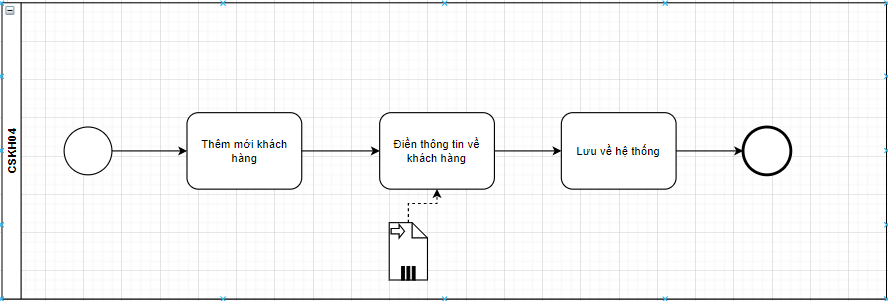 CSKH04
Thêm mới khách
hàng
Điền thông tin về
khách hàng
Lưu về hệ thống